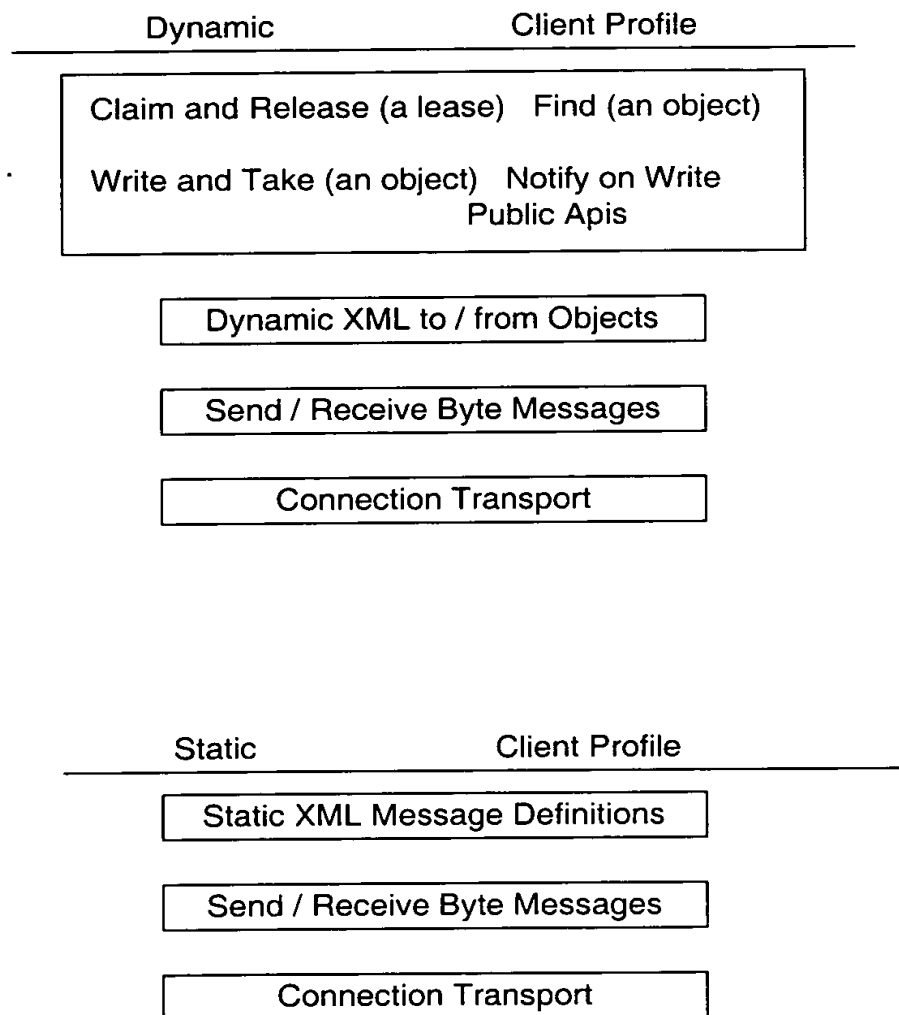 Dynamic Client Profile
Claim and Release (a lease) Find (an object)
Write and Take (an object) Notify on Write
Public Apis
Dynamic XML to / from Objects
Send / Receive Byte Messages
Connection Transport
Static Client Profile
Static XML Message Definitions
Send / Receive Byte Messages
Connection Transport